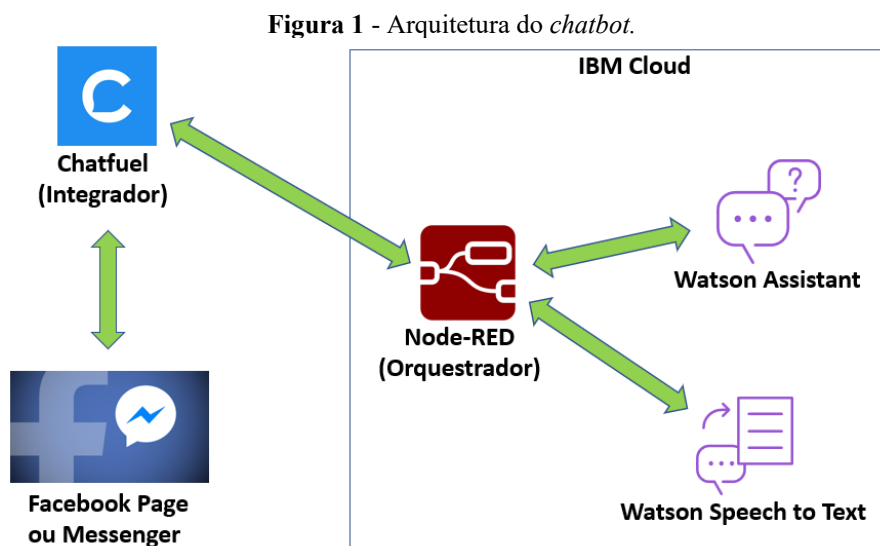 Figura 1 - Arquitetura do chatbot.
IBM Cloud
Chatfuel
(Integrador)
Watson Assistant
Node-RED
(Orquestrador)
Facebook Page
ou Messenger
Watson Speech to Text